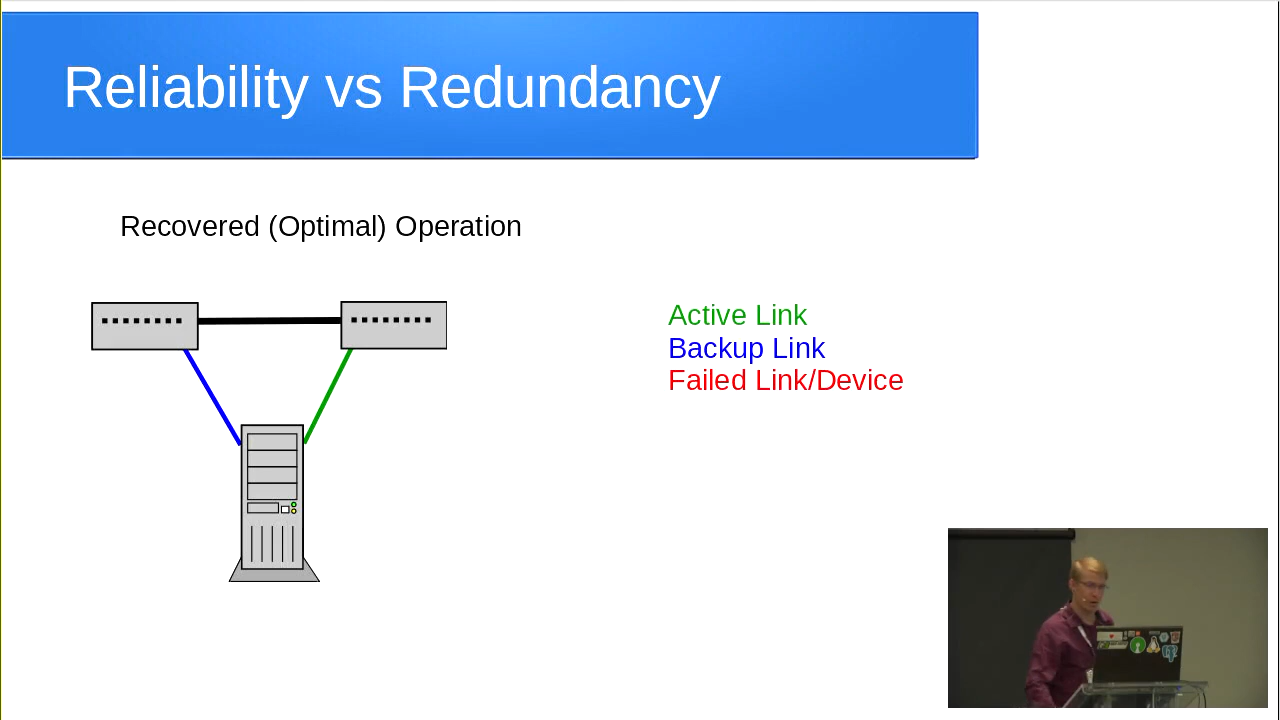 Reliability vs Redundancy
Recovered (Optimal) Operation
Active Link
Backup Link
Failed Link/Device